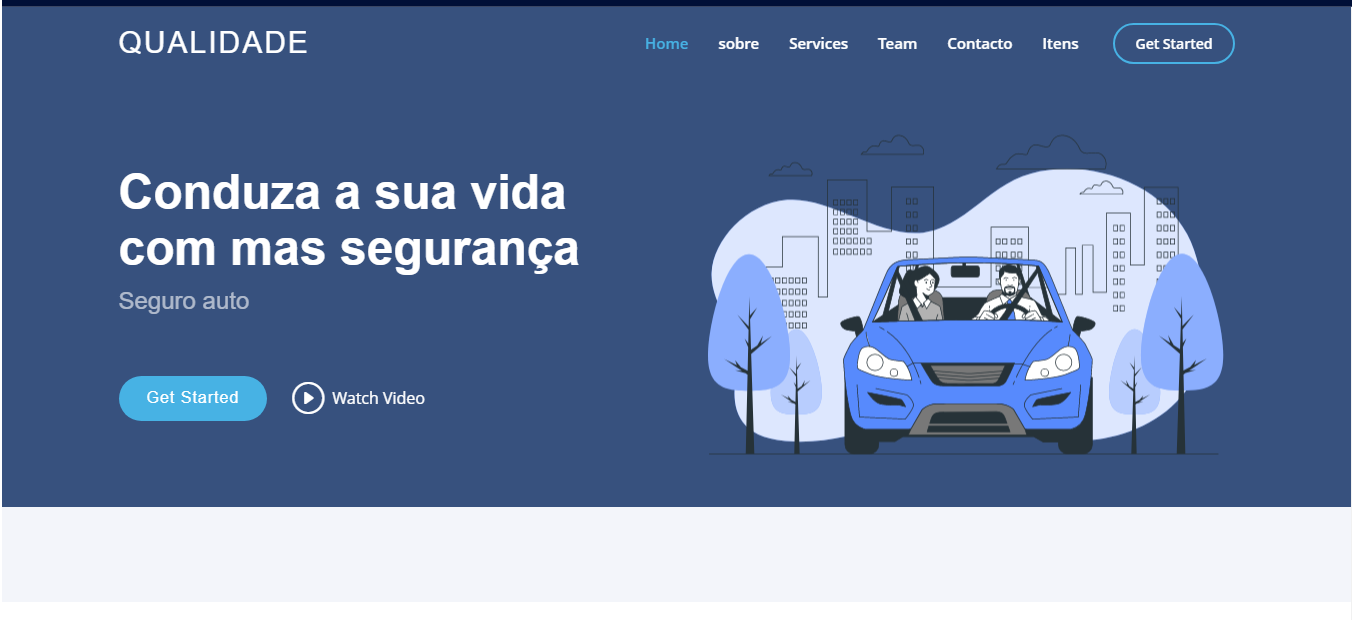 QUALIDADE
Home sobre Services Team Contacto Itens Get Started
Conduza a sua vida
com mas segurança
Seguro auto
Get Started Watch Video